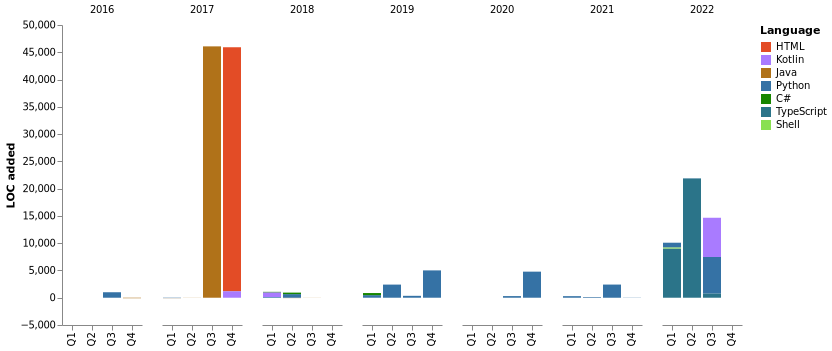 2016 2017 2018 2019 2020 2021 2022
LOC added
50,000
45,000
40,000
35,000
30,000
25,000
20,000
15,000
10,000
5,000
0
−5,000
Q1 Q2 Q3 Q4 Q1 Q2 Q3 Q4 Q1 Q2 Q3 Q4 Q1 Q2 Q3 Q4 Q1 Q2 Q3 Q4 Q1 Q2 Q3 Q4 Q1 Q2 Q3 Q4
Language
HTML
Kotlin
Java
Python
C#
TypeScript
Shell